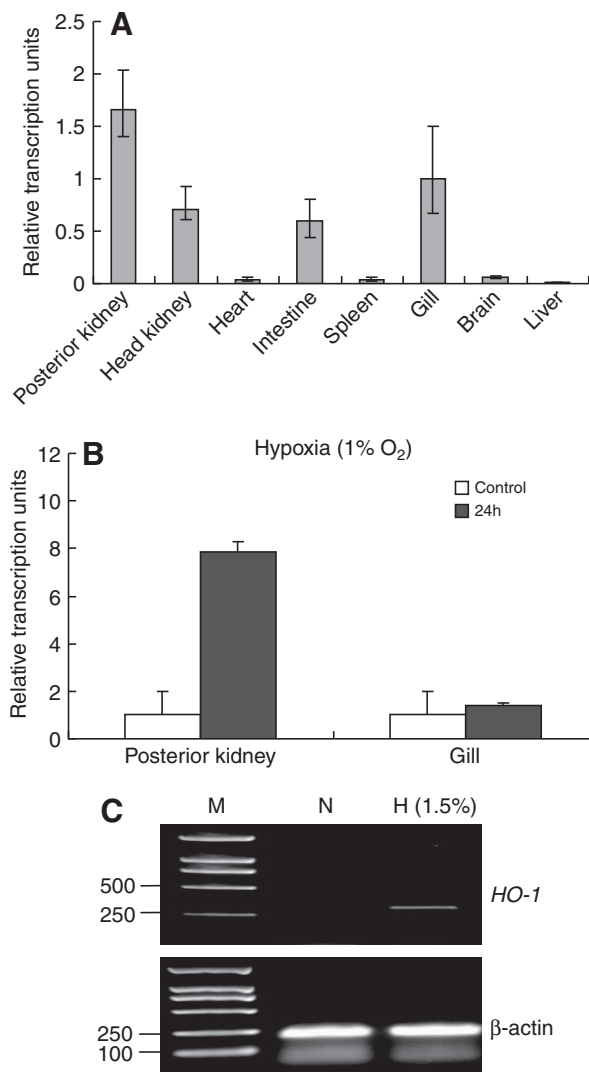 A
Relative transcription units
2.5
2
1.5
1
0.5
0
Posterior kidney
Head kidney
Heart
Intestine
Spleen
Gill
Brain
Liver
B
Hypoxia (1% O₂)
Relative transcription units
12
10
8
6
4
2
0
Control
24h
Posterior kidney
Gill
C
M N H (1.5%)
500
250
HO-1
250
100
β-actin